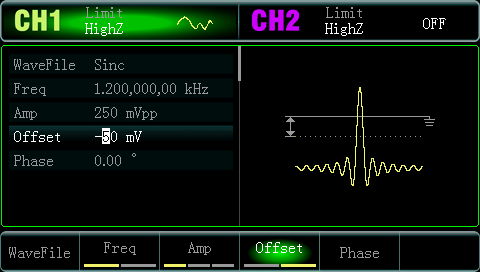 CH1 Limit HighZ
CH2 Limit HighZ OFF
WaveFile Sinc
Freq 1.200,000,00 kHz
Amp 250 mVpp
Offset -50 mV
Phase 0.00 °
WaveFile Freq Amp Offset Phase